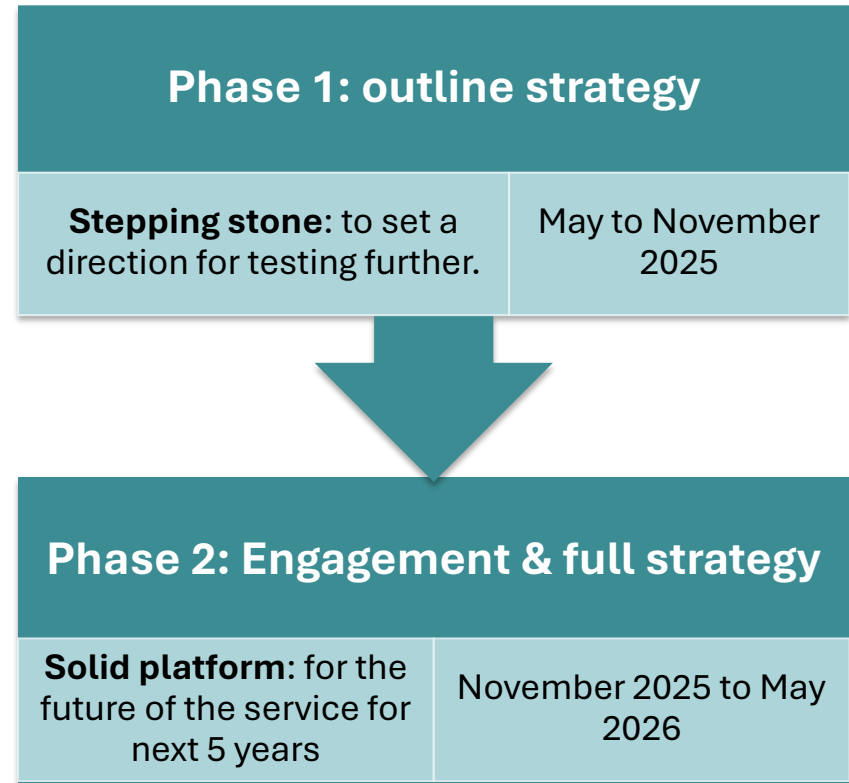 Phase 1: outline strategy
Stepping stone: to set a
direction for testing further.
May to November
2025
Phase 2: Engagement & full strategy
Solid platform: for the
future of the service for
next 5 years
November 2025 to May
2026